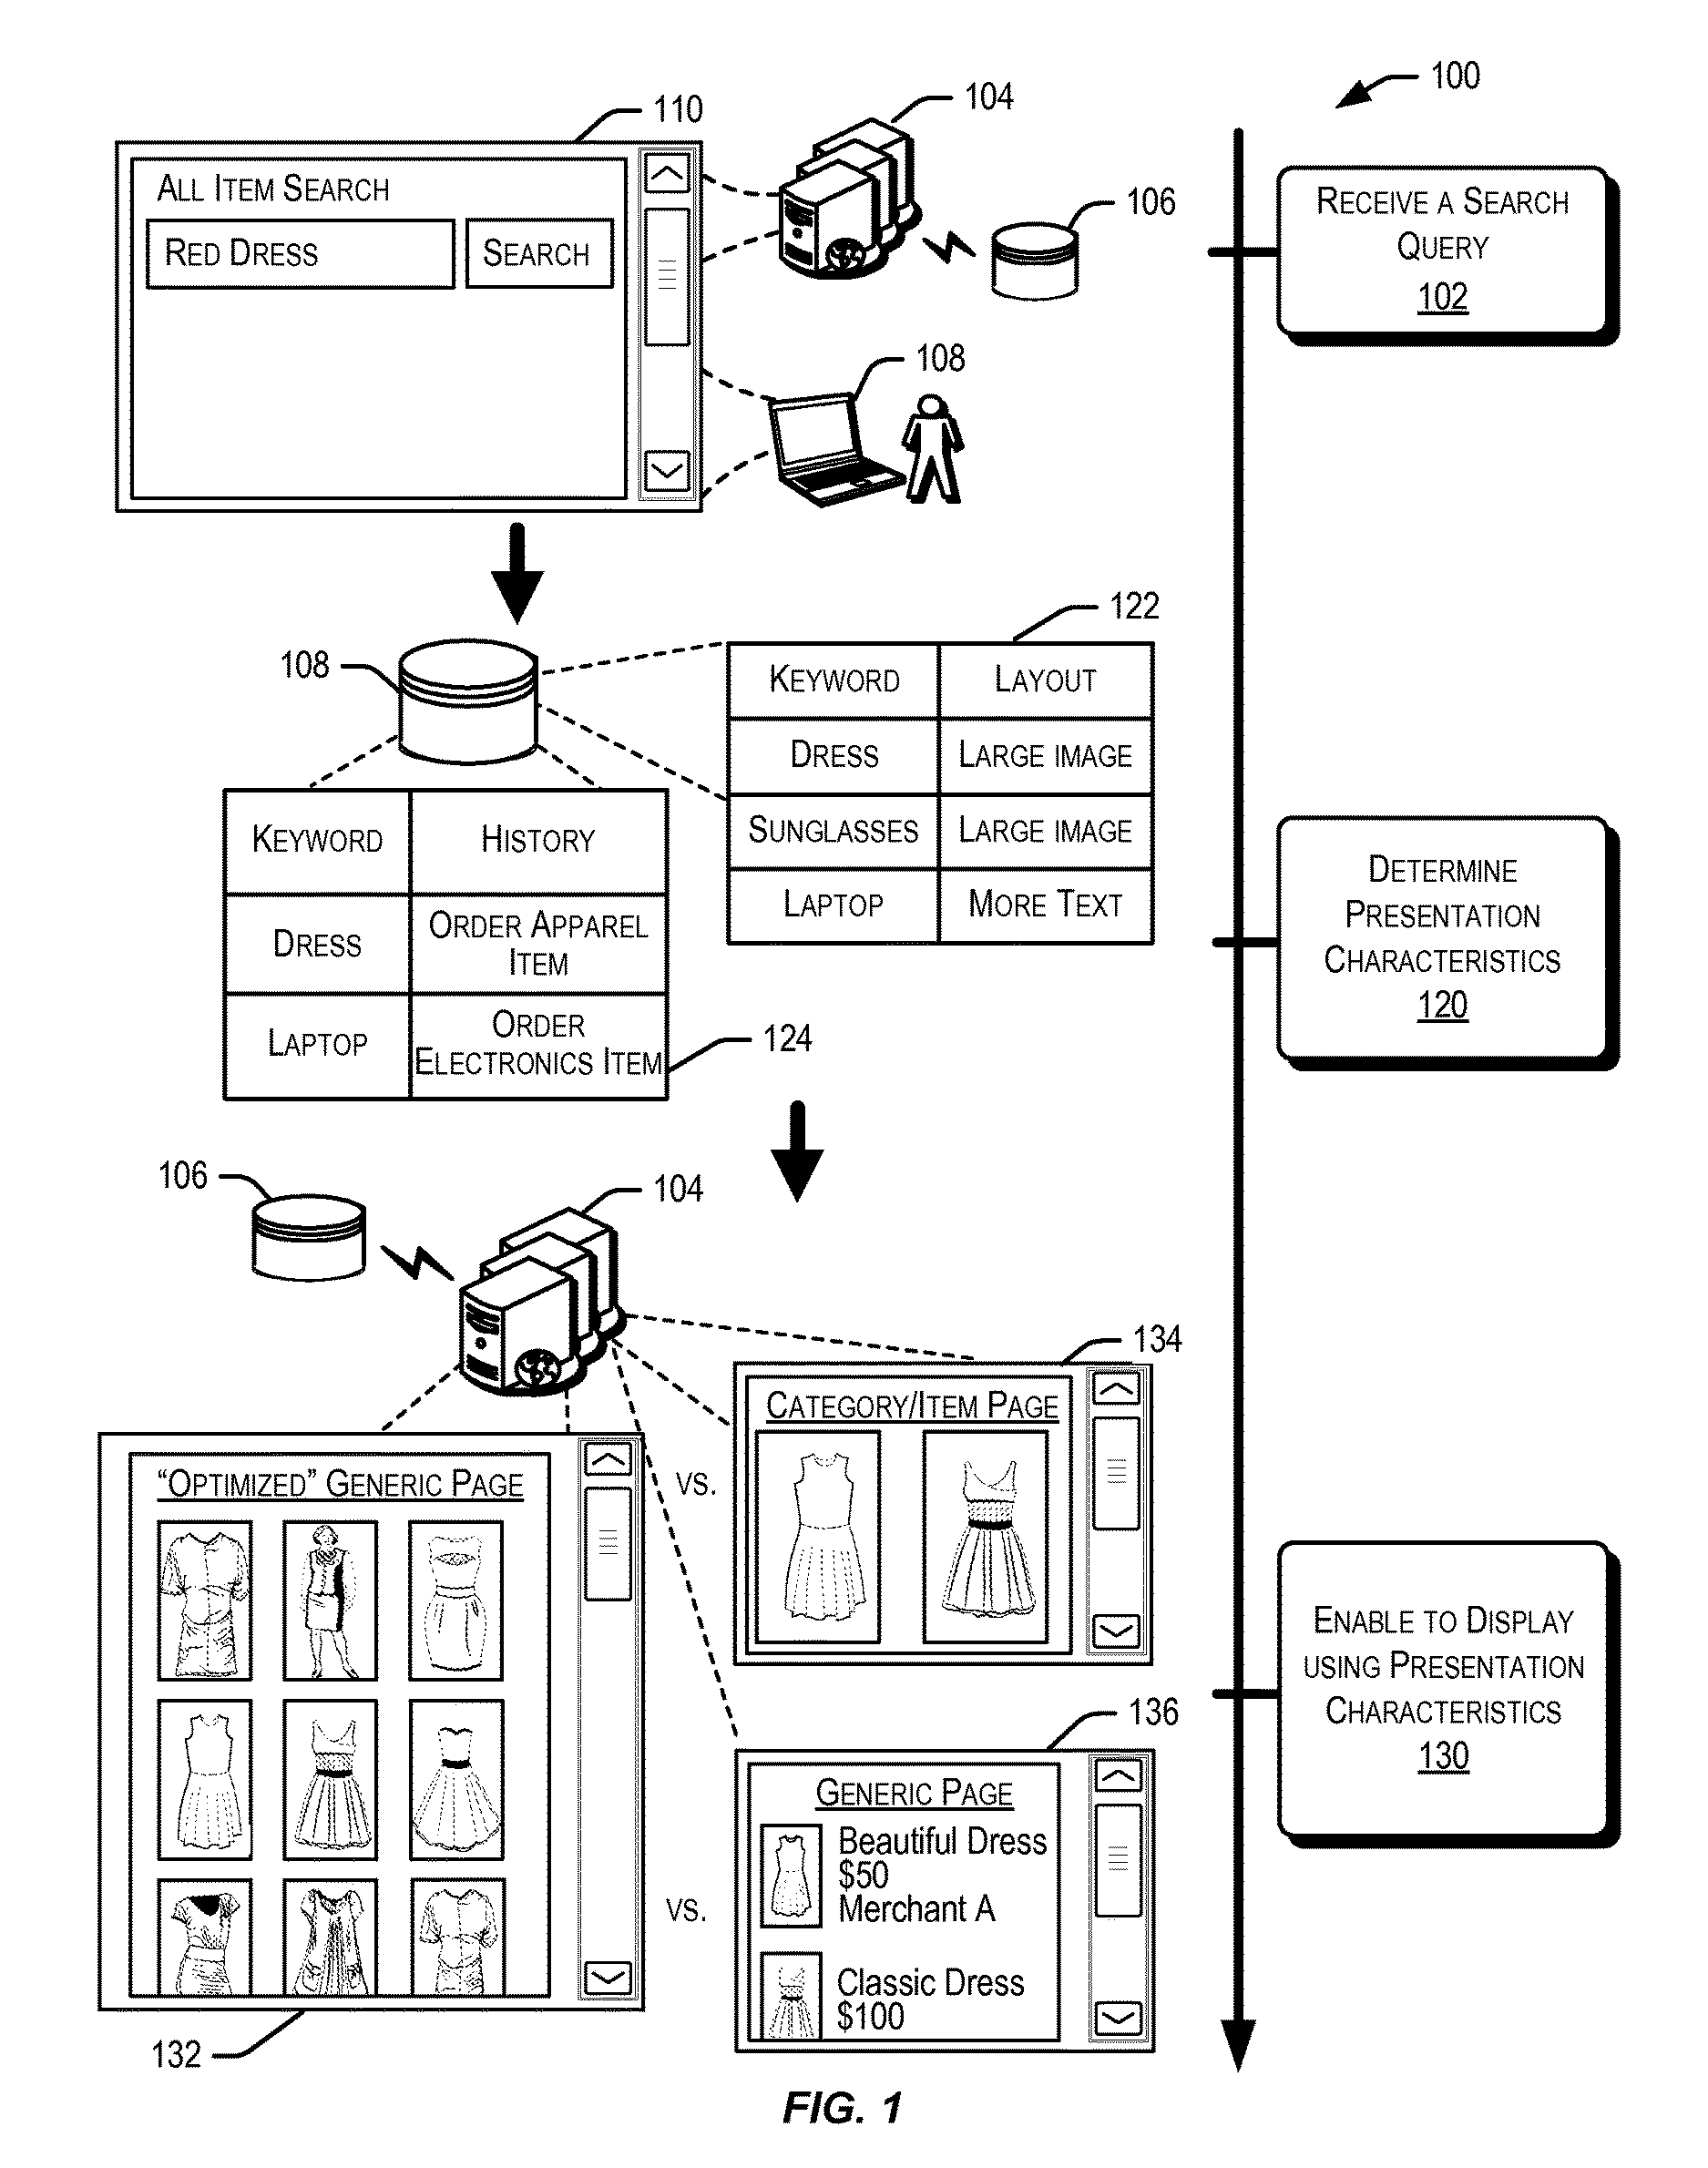 100
110
104
ALL ITEM SEARCH
RED DRESS
SEARCH
106
RECEIVE A SEARCH
QUERY
102
108
122
108
KEYWORD LAYOUT
DRESS LARGE IMAGE
SUNGLASSES LARGE IMAGE
LAPTOP MORE TEXT
KEYWORD HISTORY
DRESS ORDER APPAREL
ITEM
LAPTOP ORDER
ELECTRONICS ITEM
124
DETERMINE
PRESENTATION
CHARACTERISTICS
120
106
104
134
CATEGORY/ITEM PAGE
"OPTIMIZED" GENERIC PAGE
VS.
ENABLE TO DISPLAY
USING PRESENTATION
CHARACTERISTICS
130
136
GENERIC PAGE
Beautiful Dress
$50
Merchant A
VS.
Classic Dress
$100
132
FIG. 1